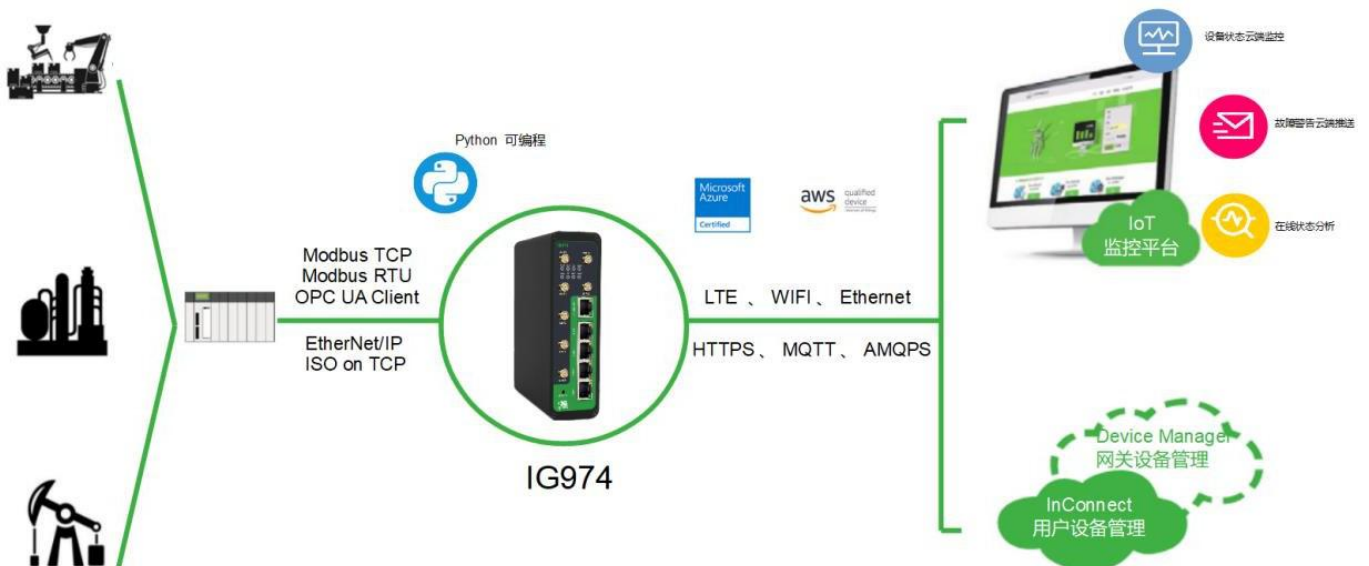 设备状态云端监控
故障警告云端推送
Python 可编程
Microsoft
Azure
Certified
aws
qualified
device
在线状态分析
IoT
监控平台
Modbus TCP
Modbus RTU
OPC UA Client
EtherNet/IP
ISO on TCP
LTE 、 WIFI、 Ethernet
HTTPS、 MQTT、 AMQPS
IG974
Device Manager
网关设备管理
InConnect
用户设备管理